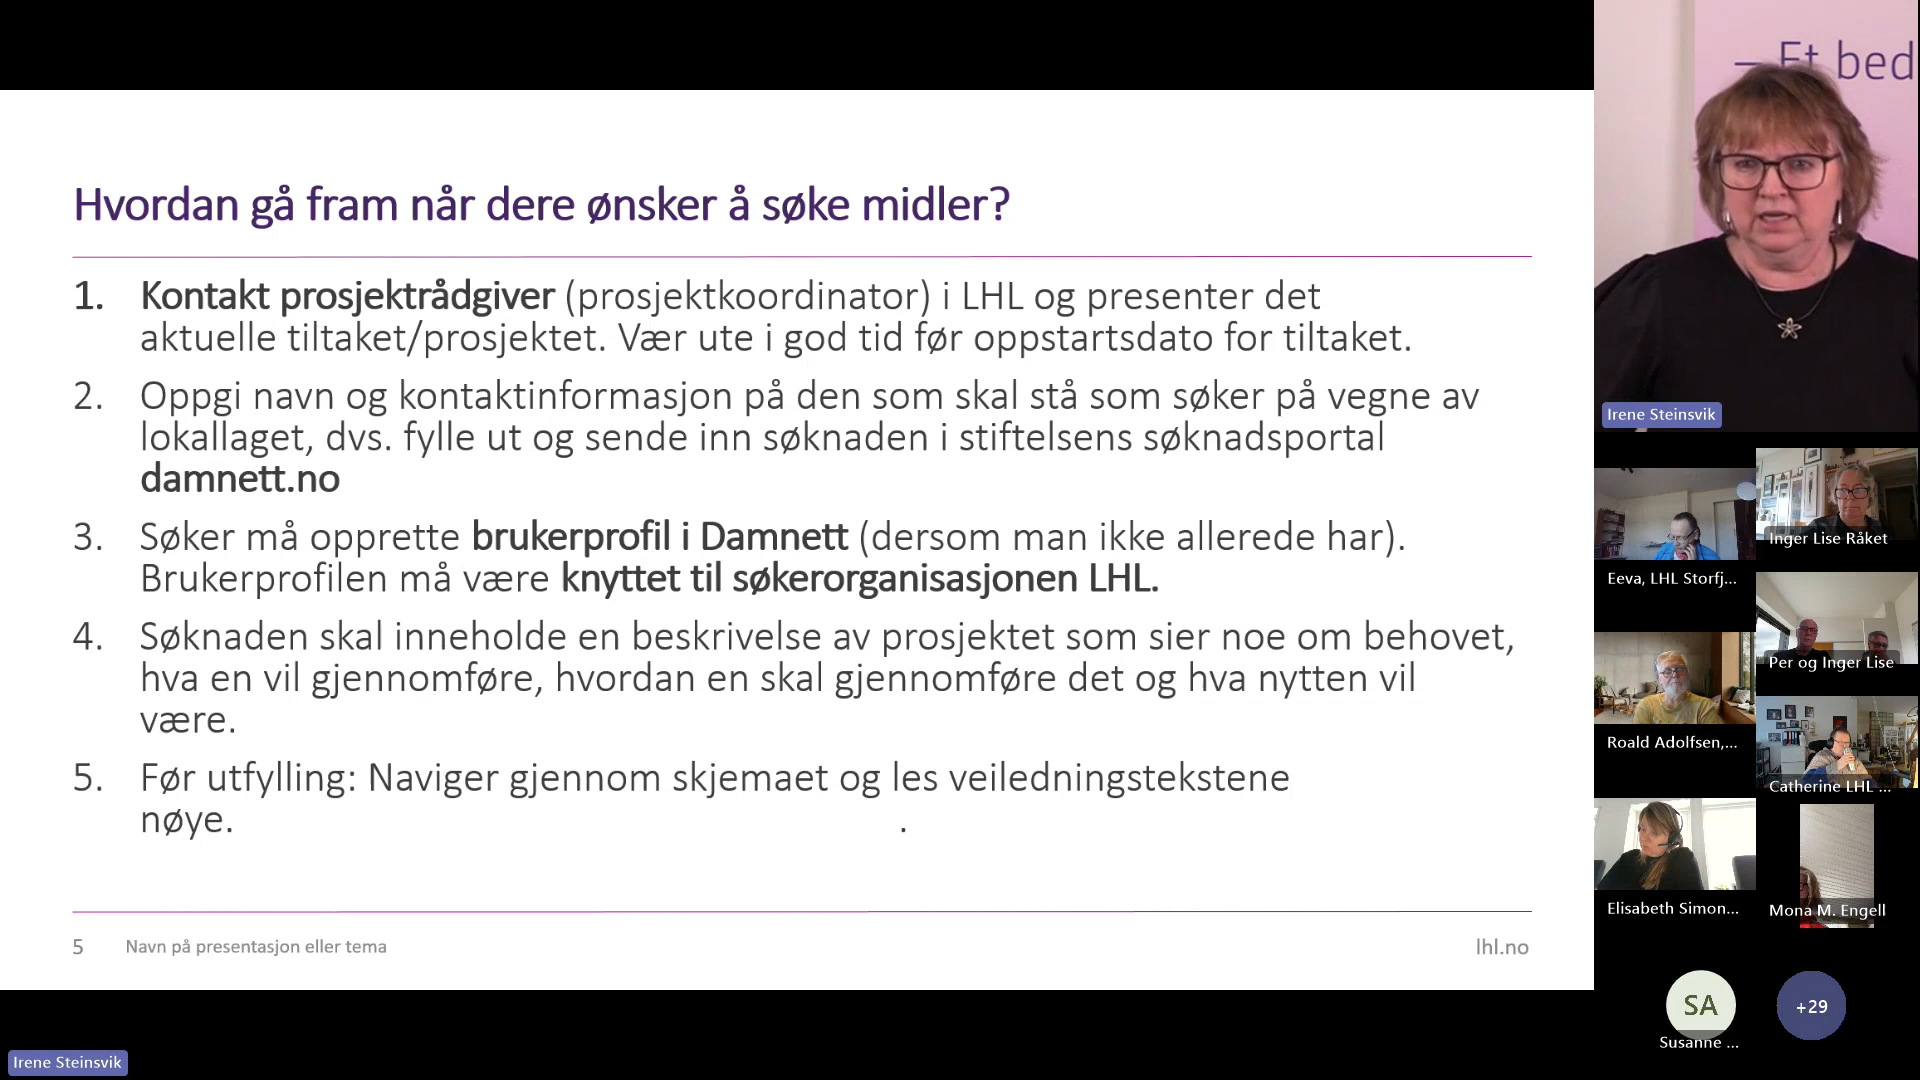 Hvordan gå fram når dere ønsker å søke midler?
1. Kontakt prosjektrådgiver (prosjektkoordinator) i LHL og presenter det
aktuelle tiltaket/prosjektet. Vær ute i god tid før oppstartsdato for tiltaket.
2. Oppgi navn og kontaktinformasjon på den som skal stå som søker på vegne av
lokallaget, dvs. fylle ut og sende inn søknaden i stiftelsens søknadsportal
damnett.no
3. Søker må opprette brukerprofil i Damnett (dersom man ikke allerede har).
Brukerprofilen må være knyttet til søkerorganisasjonen LHL.
4. Søknaden skal inneholde en beskrivelse av prosjektet som sier noe om behovet,
hva en vil gjennomføre, hvordan en skal gjennomføre det og hva nytten vil
være.
5. Før utfylling: Naviger gjennom skjemaet og les veiledningstekstene
nøye. .
5 Navn på presentasjon eller tema lhl.no
Irene Steinsvik
– Et bed
Irene Steinsvik
Inger Lise Råket
Eeva, LHL Storfj...
Per og Inger Lise
Roald Adolfsen,...
Catherine LHL ...
Elisabeth Simon...
Mona M. Engell
SA
+29
Susanne ...